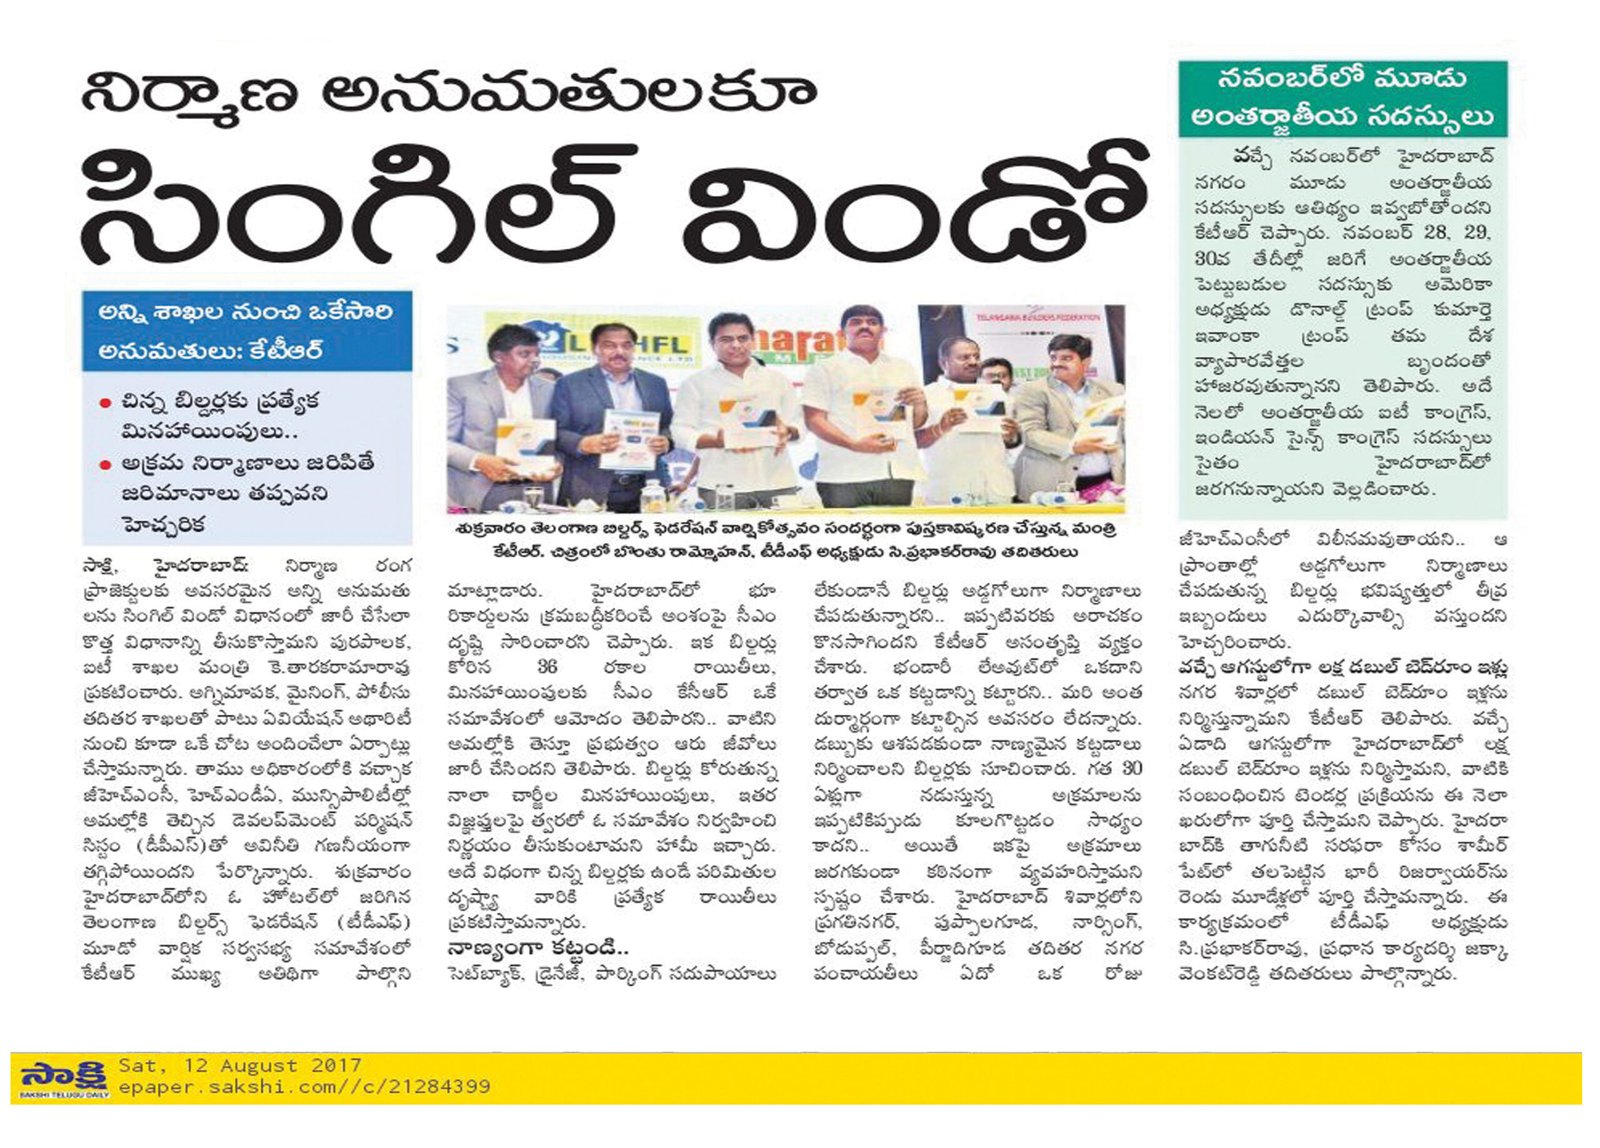 నిర్మాణ అనుమతులకూ
సింగిల్ విండో
అన్ని శాఖల నుంచి ఒకేసారి
అనుమతులు: కేటీఆర్
● చిన్న బిల్డర్లకు ప్రత్యేక
మినహాయింపులు..
● అక్రమ నిర్మాణాలు జరిపితే
జరిమానాలు తప్పవని
హెచ్చరిక
TELANGANA BUILDERS FEDERATION
శుక్రవారం తెలంగాణ బిల్డర్స్ ఫెడరేషన్ వార్షికోత్సవం సందర్భంగా పుస్తకావిష్కరణ చేస్తున్న మంత్రి
కేటీఆర్. చిత్రంలో బొంతు రామ్మోహన్, టీడీఎఫ్ అధ్యక్షుడు సి.ప్రభాకర్‌రావు తదితరులు
సాక్షి, హైదరాబాద్: నిర్మాణ రంగ
ప్రాజెక్టులకు అవసరమైన అన్ని అనుమతు
లను సింగిల్ విండో విధానంలో జారీ చేసేలా
కొత్త విధానాన్ని తీసుకొస్తామని పురపాలక,
ఐటీ శాఖల మంత్రి కె.తారకరామారావు
ప్రకటించారు. అగ్నిమాపక, మైనింగ్, పోలీసు
తదితర శాఖలతో పాటు ఏవియేషన్ అథారిటీ
నుంచి కూడా ఒకే చోట అందించేలా ఏర్పాట్లు
చేస్తామన్నారు. తాము అధికారంలోకి వచ్చాక
జీహెచ్ఎంసీ, హెచ్ఎండీఏ, మున్సిపాలిటీల్లో
అమల్లోకి తెచ్చిన డెవలప్‌మెంట్ పర్మిషన్
సిస్టం (డీపీఎస్)తో అవినీతి గణనీయంగా
తగ్గిపోయిందని పేర్కొన్నారు. శుక్రవారం
హైదరాబాద్‌లోని ఓ హోటల్‌లో జరిగిన
తెలంగాణ బిల్డర్స్ ఫెడరేషన్ (టీడీఎఫ్)
మూడో వార్షిక సర్వసభ్య సమావేశంలో
కేటీఆర్ ముఖ్య అతిథిగా పాల్గొని
మాట్లాడారు. హైదరాబాద్‌లో భూ
రికార్డులను క్రమబద్ధీకరించే అంశంపై సీఎం
దృష్టి సారించారని చెప్పారు. ఇక బిల్డర్లు
కోరిన 36 రకాల రాయితీలు,
మినహాయింపులకు సీఎం కేసీఆర్ ఒకే
సమావేశంలో ఆమోదం తెలిపారని.. వాటిని
అమల్లోకి తెస్తూ ప్రభుత్వం ఆరు జీవోలు
జారీ చేసిందని తెలిపారు. బిల్డర్లు కోరుతున్న
నాలా చార్జీల మినహాయింపులు, ఇతర
విజ్ఞప్తులపై త్వరలో ఓ సమావేశం నిర్వహించి
నిర్ణయం తీసుకుంటామని హామీ ఇచ్చారు.
అదే విధంగా చిన్న బిల్డర్లకు ఉండే పరిమితుల
దృష్ట్యా వారికి ప్రత్యేక రాయితీలు
ప్రకటిస్తామన్నారు.
నాణ్యంగా కట్టండి..
సెట్‌బ్యాక్, డ్రైనేజీ, పార్కింగ్ సదుపాయాలు
లేకుండానే బిల్డర్లు అడ్డగోలుగా నిర్మాణాలు
చేపడుతున్నారని.. ఇప్పటివరకు అరాచకం
కొనసాగిందని కేటీఆర్ అసంతృప్తి వ్యక్తం
చేశారు. భండారీ లేఅవుట్‌లో ఒకదాని
తర్వాత ఒక కట్టడాన్ని కట్టారని.. మరి అంత
దుర్మార్గంగా కట్టాల్సిన అవసరం లేదన్నారు.
డబ్బుకు ఆశపడకుండా నాణ్యమైన కట్టడాలు
నిర్మించాలని బిల్డర్లకు సూచించారు. గత 30
ఏళ్లుగా నడుస్తున్న అక్రమాలను
ఇప్పటికిప్పుడు కూలగొట్టడం సాధ్యం
కాదని.. అయితే ఇకపై అక్రమాలు
జరగకుండా కఠినంగా వ్యవహరిస్తామని
స్పష్టం చేశారు. హైదరాబాద్ శివార్లలోని
ప్రగతినగర్, పుప్పాలగూడ, నార్సింగ్,
బోడుప్పల్, పీర్జాదిగూడ తదితర నగర
పంచాయతీలు ఏదో ఒక రోజు
నవంబర్‌లో మూడు
అంతర్జాతీయ సదస్సులు
వచ్చే నవంబర్‌లో హైదరాబాద్
నగరం మూడు అంతర్జాతీయ
సదస్సులకు ఆతిథ్యం ఇవ్వబోతోందని
కేటీఆర్ చెప్పారు. నవంబర్ 28, 29,
30వ తేదీల్లో జరిగే అంతర్జాతీయ
పెట్టుబడుల సదస్సుకు అమెరికా
అధ్యక్షుడు డొనాల్డ్ ట్రంప్ కుమార్తె
ఇవాంకా ట్రంప్ తమ దేశ
వ్యాపారవేత్తల బృందంతో
హాజరవుతున్నానని తెలిపారు. అదే
నెలలో అంతర్జాతీయ ఐటీ కాంగ్రెస్,
ఇండియన్ సైన్స్ కాంగ్రెస్ సదస్సులు
సైతం హైదరాబాద్‌లో
జరగనున్నాయని వెల్లడించారు.
జీహెచ్ఎంసీలో విలీనమవుతాయని.. ఆ
ప్రాంతాల్లో అడ్డగోలుగా నిర్మాణాలు
చేపడుతున్న బిల్డర్లు భవిష్యత్తులో తీవ్ర
ఇబ్బందులు ఎదుర్కొవాల్సి వస్తుందని
హెచ్చరించారు.
వచ్చే ఆగస్టులోగా లక్ష డబుల్ బెడ్‌రూం ఇళ్లు
నగర శివార్లలో డబుల్ బెడ్‌రూం ఇళ్లను
నిర్మిస్తున్నామని కేటీఆర్ తెలిపారు. వచ్చే
ఏడాది ఆగస్టులోగా హైదరాబాద్‌లో లక్ష
డబుల్ బెడ్‌రూం ఇళ్లను నిర్మిస్తామని, వాటికి
సంబంధించిన టెండర్ల ప్రక్రియను ఈ నెలా
ఖరులోగా పూర్తి చేస్తామని చెప్పారు. హైదరా
బాద్‌కి తాగునీటి సరఫరా కోసం శామీర్
పేట్‌లో తలపెట్టిన భారీ రిజర్వాయర్‌ను
రెండు మూడేళ్లలో పూర్తి చేస్తామన్నారు. ఈ
కార్యక్రమంలో టీడీఎఫ్ అధ్యక్షుడు
సి.ప్రభాకర్‌రావు, ప్రధాన కార్యదర్శి జక్కా
వెంకట్‌రెడ్డి తదితరులు పాల్గొన్నారు.
సాక్షి
SAKSHI TELUGU DAILY
Sat, 12 August 2017
epaper.sakshi.com//c/21284399